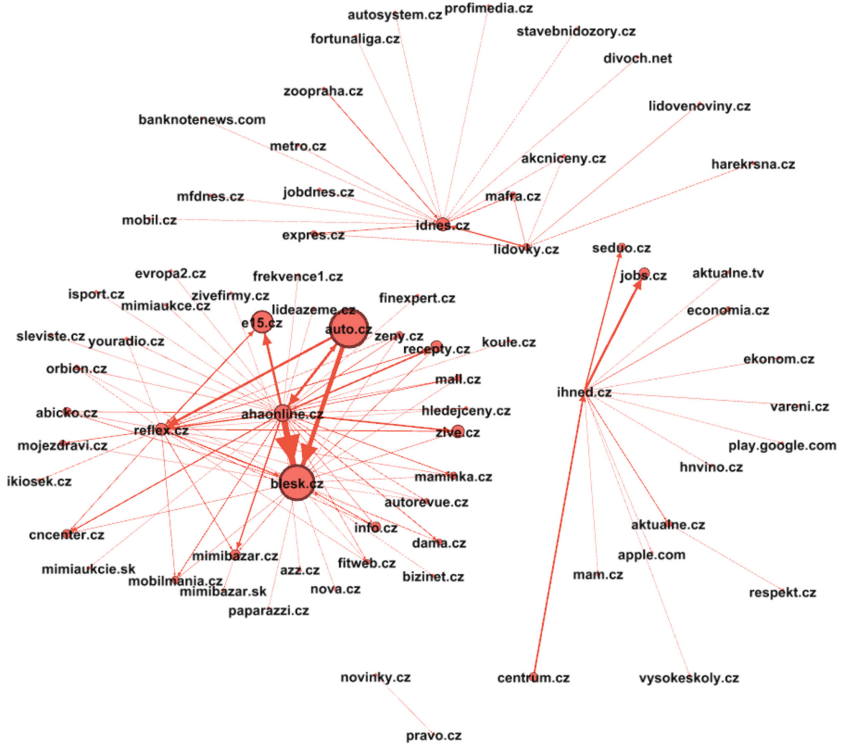 profimedia.cz
autosystem.cz
stavebnidozory.cz
fortunaliga.cz
divoch.net
zoopraha.cz
lidovenoviny.cz
banknotenews.com
metro.cz
akcniceny.cz
harekrsna.cz
jobdnes.cz
mfdnes.cz
mafra.cz
mobil.cz
idnes.cz
expres.cz
lidovky.cz
seduo.cz
jobs.cz
aktualne.tv
evropa2.cz
frekvence1.cz
isport.cz
zivefirmy.cz
finexpert.cz
mimiaukce.cz
lideazeme.cz
economia.cz
e15.cz
auto.cz
zeny.cz
sleviste.cz
youradio.cz
koule.cz
recepty.cz
ekonom.cz
orbion.cz
mall.cz
ihned.cz
vareni.cz
abicko.cz
ahaonline.cz
hledejceny.cz
reflex.cz
zive.cz
mojezdravi.cz
play.google.com
hnvino.cz
ikiosek.cz
blesk.cz
maminka.cz
autorevue.cz
aktualne.cz
cncenter.cz
info.cz
dama.cz
mimibazar.cz
apple.com
mimiaukcie.sk
fitweb.cz
mobilmania.cz
azz.cz
bizinet.cz
mam.cz
mimibazar.sk
nova.cz
respekt.cz
paparazzi.cz
novinky.cz
centrum.cz
vysokeskoly.cz
pravo.cz